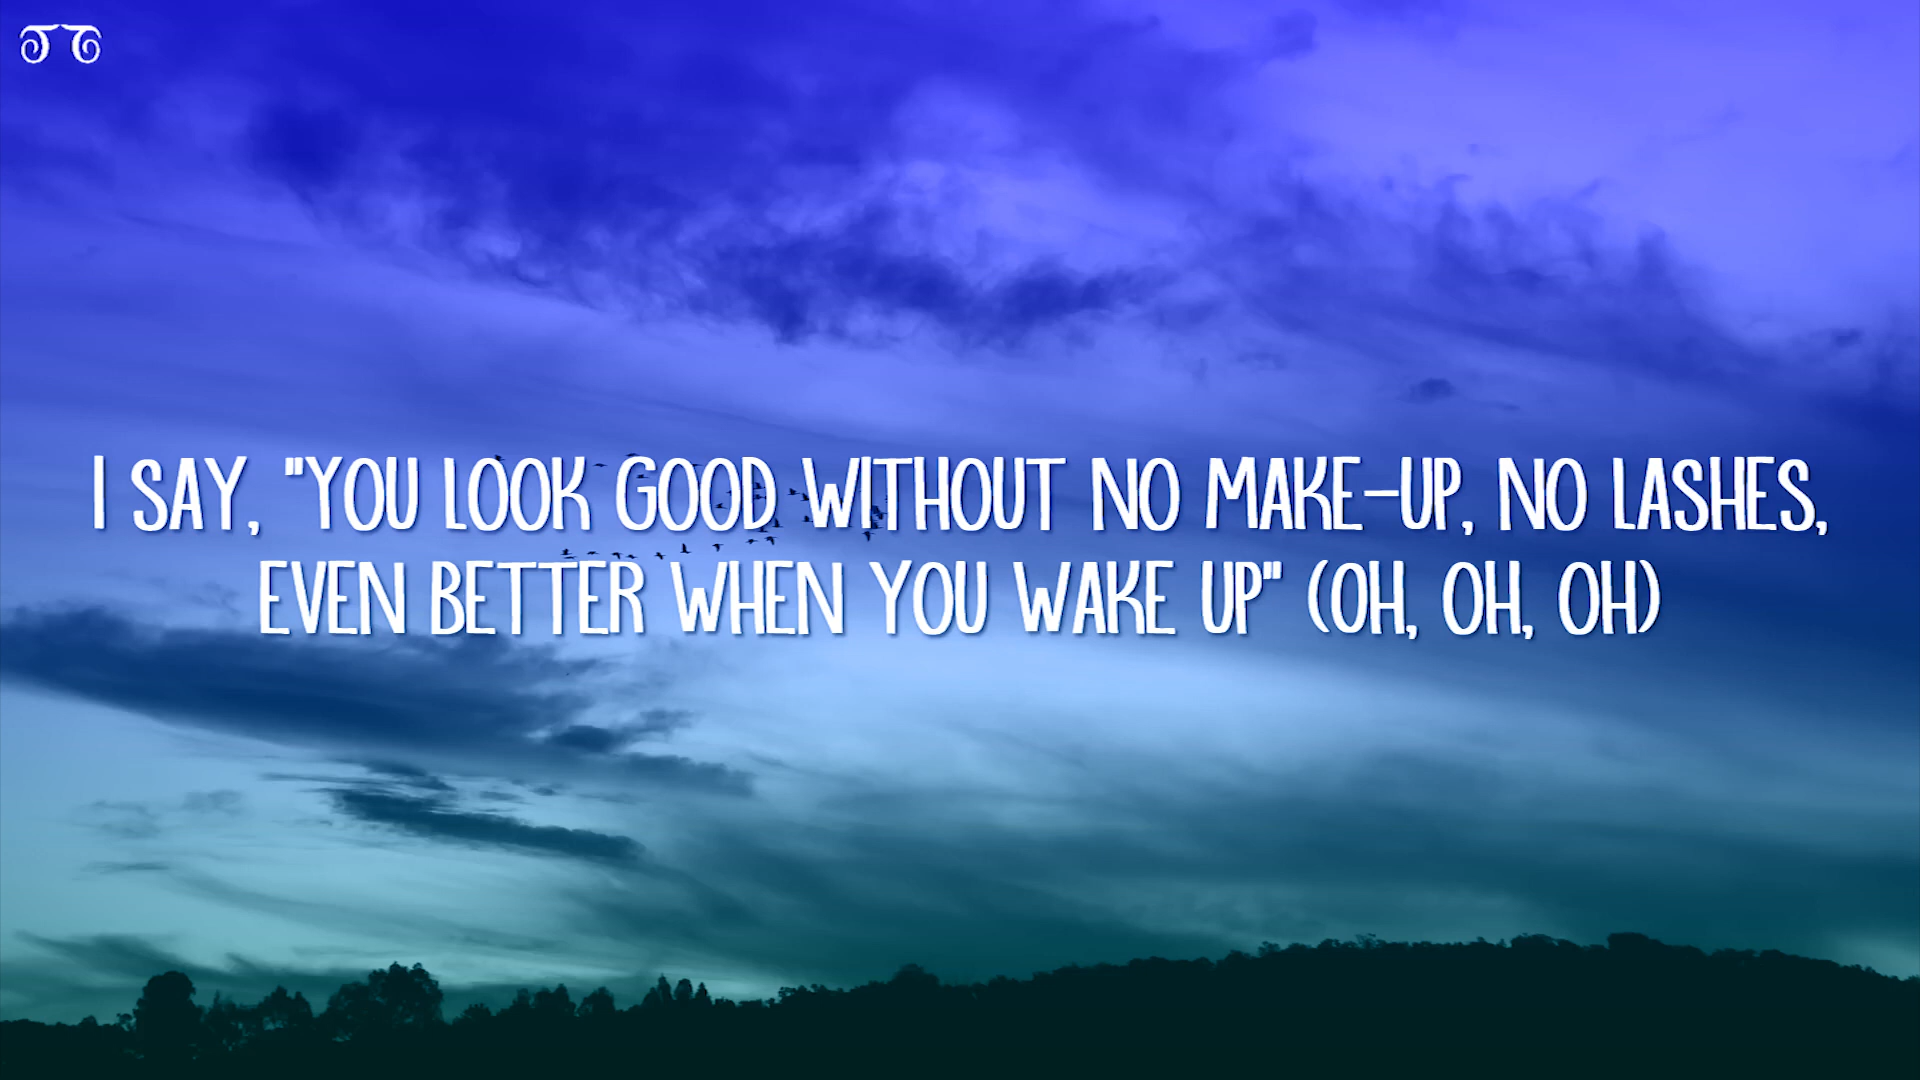 I SAY, "YOU LOOK GOOD WITHOUT NO MAKE-UP, NO LASHES,
EVEN BETTER WHEN YOU WAKE UP" (OH, OH, OH)